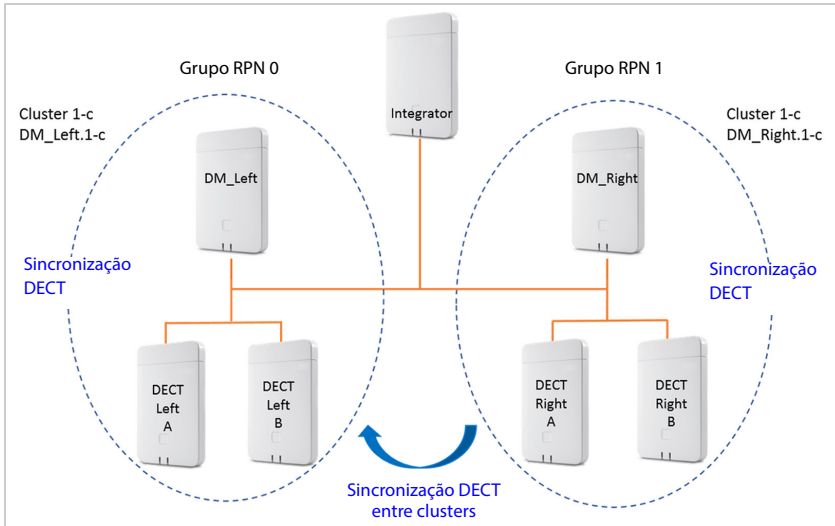 Grupo RPN 0
Grupo RPN 1
Integrator
Cluster 1-c
DM_Left.1-c
Cluster 1-c
DM_Right.1-c
DM_Left
DM_Right
Sincronização
DECT
Sincronização
DECT
DECT
Left
A
DECT
Left
B
DECT
Right
A
DECT
Right
B
Sincronização DECT
entre clusters